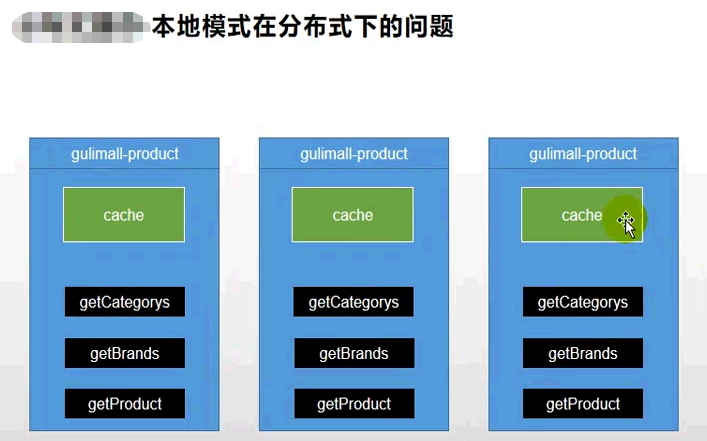 本地模式在分布式下的问题
gulimall-product
cache
getCategorys
getBrands
getProduct
gulimall-product
cache
getCategorys
getBrands
getProduct
gulimall-product
cache
getCategorys
getBrands
getProduct